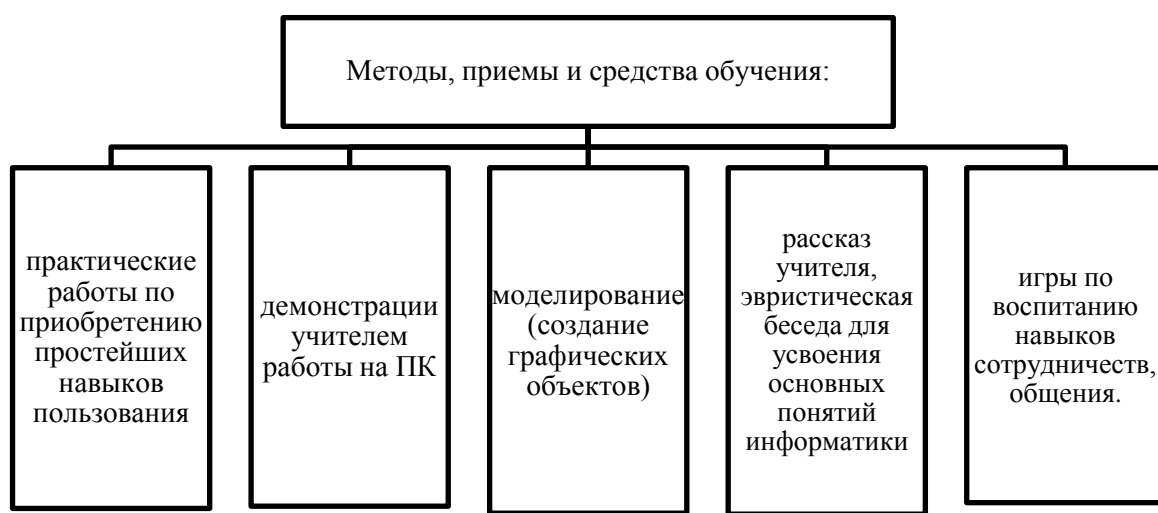 Методы, приемы и средства обучения:
практические
работы по
приобретению
простейших
навыков
пользования
демонстрации
учителем
работы на ПК
моделирование
(создание
графических
объектов)
рассказ
учителя,
эвристическая
беседа для
усвоения
основных
понятий
информатики
игры по
воспитанию
навыков
сотрудничеств,
общения.